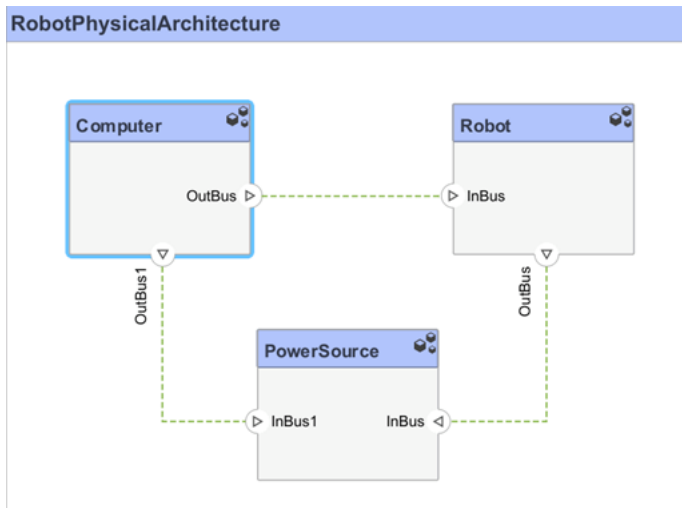 RobotPhysicalArchitecture
Computer
Robot
OutBus
InBus
OutBus1
OutBus
PowerSource
InBus1
InBus